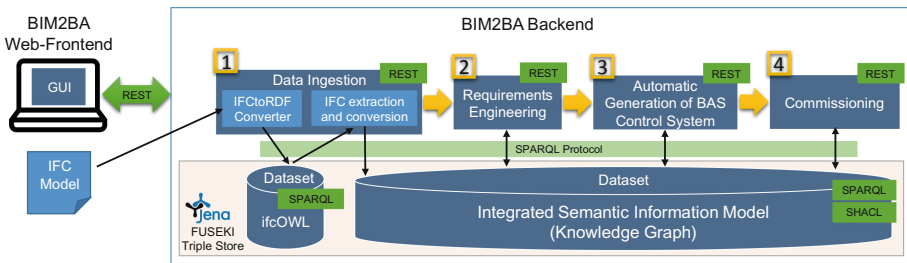 BIM2BA
Web-Frontend
GUI
REST
IFC
Model
BIM2BA Backend
1
Data Ingestion
REST
IFCtoRDF
Converter
IFC extraction
and conversion
2
REST
Requirements
Engineering
3
REST
Automatic
Generation of BAS
Control System
4
REST
Commissioning
SPARQL Protocol
Jena
FUSEKI
Triple Store
Dataset
SPARQL
ifcOWL
Dataset
Integrated Semantic Information Model
(Knowledge Graph)
SPARQL
SHACL